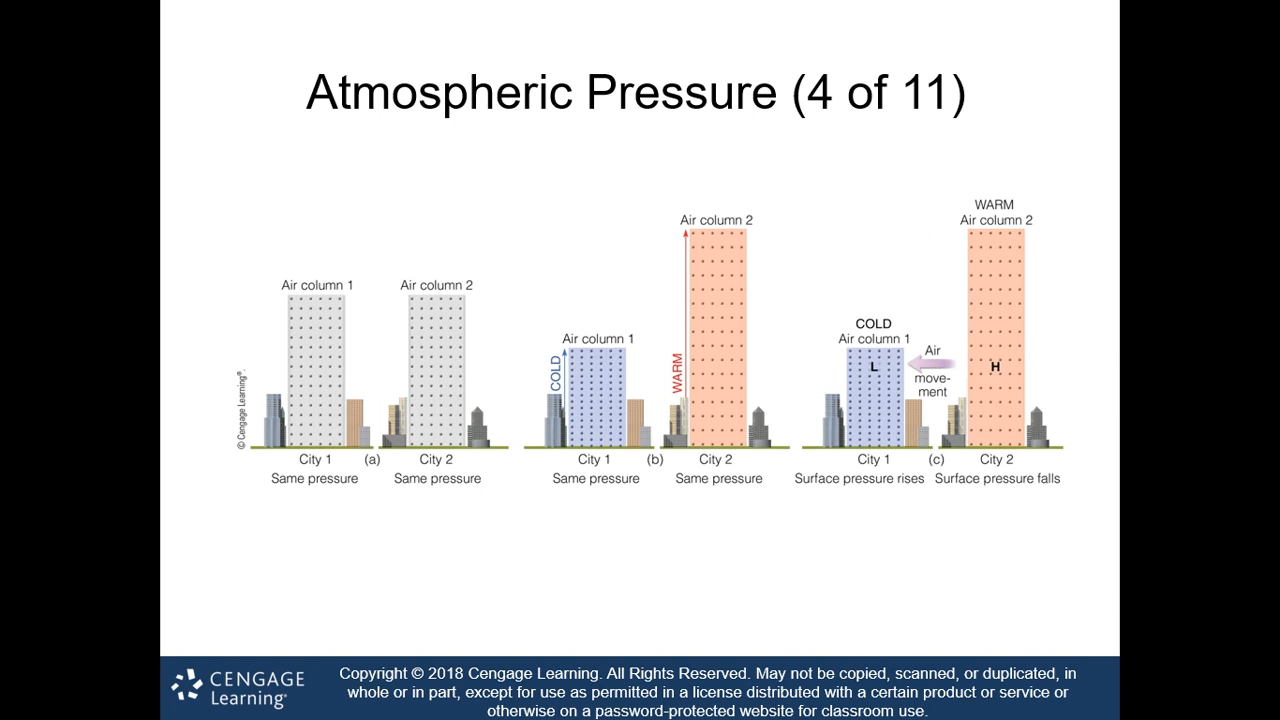 Atmospheric Pressure (4 of 11)
Air column 1
Air column 2
© Cengage Learning®.
City 1
(a)
City 2
Same pressure
Same pressure
Air column 2
Air column 1
COLD
WARM
City 1
(b)
City 2
Same pressure
Same pressure
WARM
Air column 2
COLD
Air column 1
L
Air
move-
ment
H
City 1
(c)
City 2
Surface pressure rises
Surface pressure falls
CENGAGE
Learning®
Copyright © 2018 Cengage Learning. All Rights Reserved. May not be copied, scanned, or duplicated, in
whole or in part, except for use as permitted in a license distributed with a certain product or service or
otherwise on a password-protected website for classroom use.